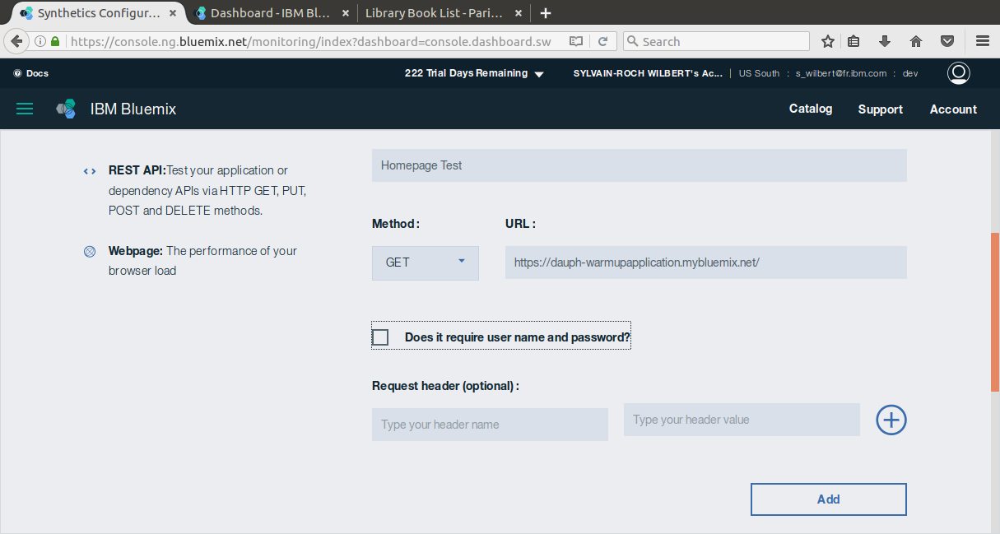 Synthetics Configur...
Dashboard - IBM Bl...
Library Book List - Pari...
https://console.ng.bluemix.net/monitoring/index?dashboard=console.dashboard.sw
Search
Docs
222 Trial Days Remaining
SYLVAIN-ROCH WILBERT's Ac... | US South : s_wilbert@fr.ibm.com : dev
IBM Bluemix
Catalog
Support
Account
REST API:Test your application or
dependency APIs via HTTP GET, PUT,
POST and DELETE methods.
Webpage: The performance of your
browser load
Homepage Test
Method :
URL :
GET
https://dauph-warmupapplication.mybluemix.net/
Does it require user name and password?
Request header (optional) :
Type your header name
Type your header value
Add